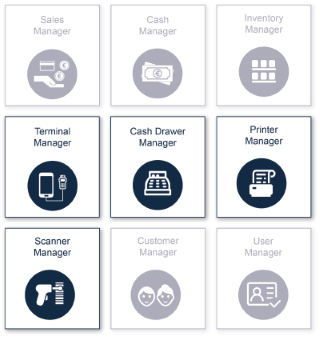 Sales
Manager
Cash
Manager
Inventory
Manager
Terminal
Manager
Cash Drawer
Manager
Printer
Manager
Scanner
Manager
Customer
Manager
User
Manager